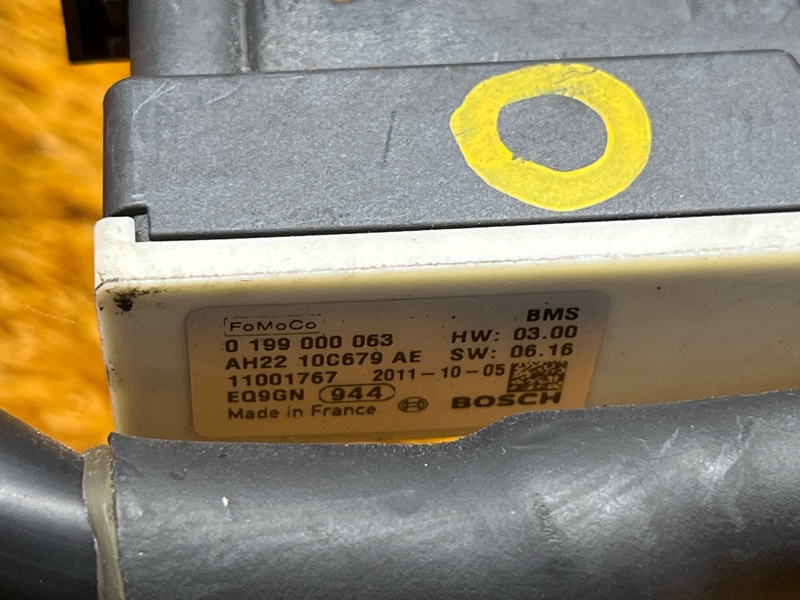 FoMoCo
BMS
0 199 000 063 HW: 03.00
AH22 10C679 AE SW: 06.16
11001767 2011-10-05
EQ9GN 944
Made in France BOSCH